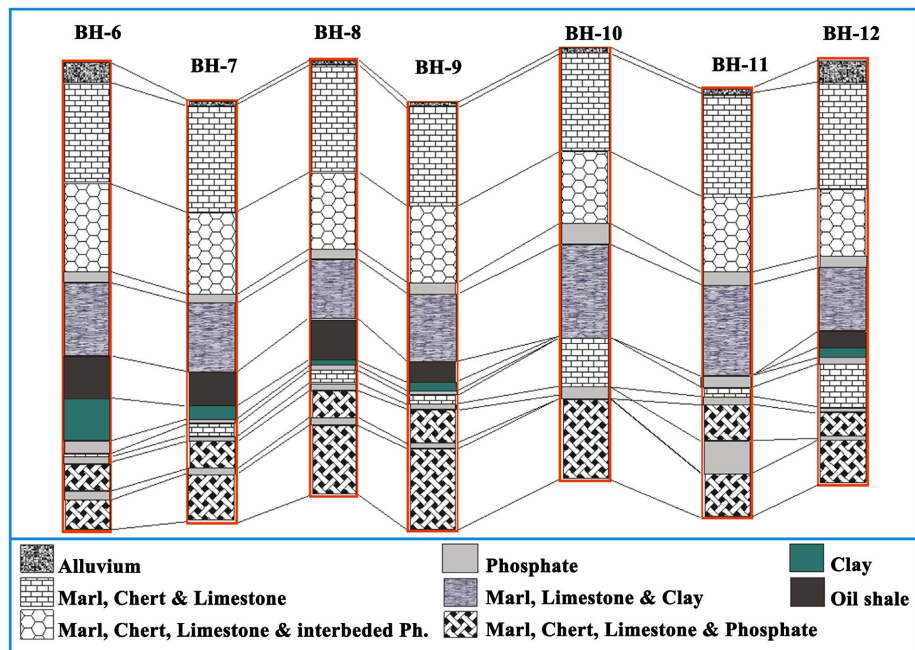 BH-6
BH-7
BH-8
BH-9
BH-10
BH-11
BH-12
Alluvium
Phosphate
Clay
Marl, Chert & Limestone
Marl, Limestone & Clay
Oil shale
Marl, Chert, Limestone & interbeded Ph.
Marl, Chert, Limestone & Phosphate